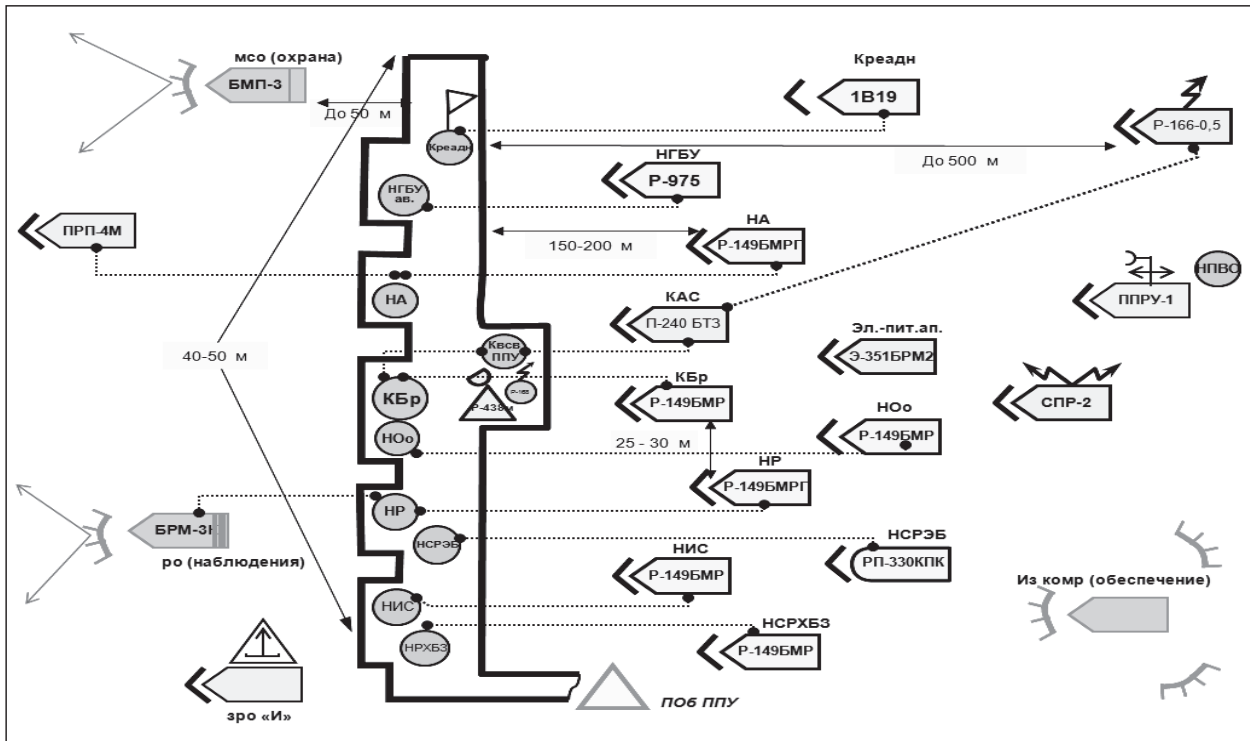 мсо (охрана)
БМП-3
До 50 м
Креадн
1В19
Р-166-0,5
Креадн
До 500 м
НГБУ
Р-975
НГБУ
ав.
ПРП-4М
НА
Р-149БМРГ
150-200 м
НА
НПВО
ППРУ-1
КАС
П-240 БТЗ
Эл.-пит.ап.
Э-351БРМ2
40-50 м
Квсв
ППУ
КБр
Р-438м
КБр
Р-149БМР
СПР-2
НОо
НОо
Р-149БМР
25 - 30 м
НР
Р-149БМРГ
НР
БРМ-3
ро (наблюдения)
НСРЭБ
НСРЭБ
РП-330КПК
НИС
Р-149БМР
НИС
Из комр (обеспечение)
НРХБЗ
НСРХБЗ
Р-149БМР
зро «И»
ПОб ППУ